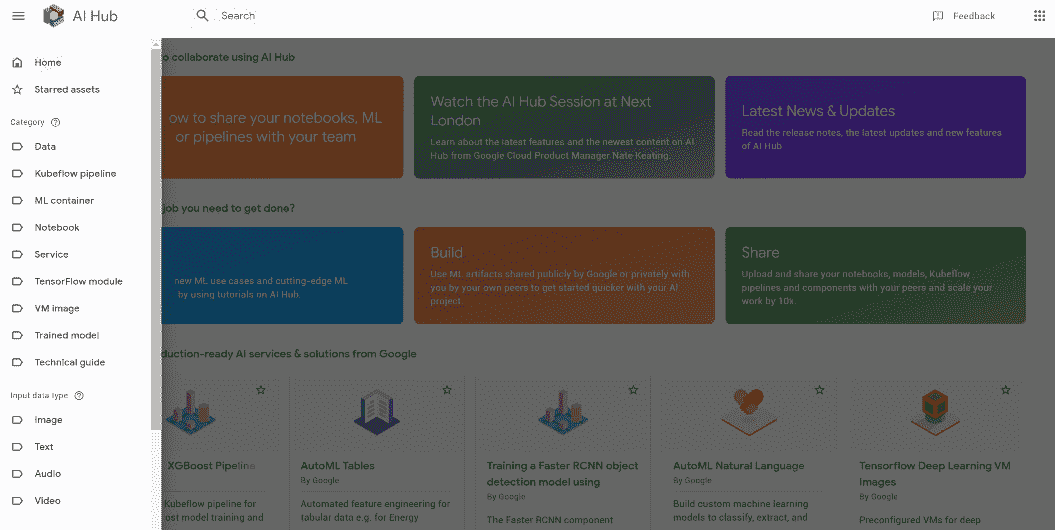 AI Hub
Search
Feedback
Home
Starred assets
Category
Data
Kubeflow pipeline
ML container
Notebook
Service
TensorFlow module
VM image
Trained model
Technical guide
Input data type
Image
Text
Audio
Video
o collaborate using AI Hub
ow to share your notebooks, ML
or pipelines with your team
Watch the AI Hub Session at Next
London
Learn about the latest features and the newest content on AI
Hub from Google Cloud Product Manager Nate Keating.
Latest News & Updates
Read the release notes, the latest updates and new features
of AI Hub
job you need to get done?
new ML use cases and cutting-edge ML
by using tutorials on AI Hub
Build
Use ML artifacts shared publicly by Google or privately with
you by your own peers to get started quicker with your AI
project.
Share
Upload and share your notebooks, models, Kubeflow
pipelines and components with your peers and scale your
work by 10x.
duction-ready AI services & solutions from Google
XGBoost Pipeline
Kubeflow pipeline for
ost model training and
AutoML Tables
By Google
Automated feature engineering for
tabular data e.g. for Energy
Training a Faster RCNN object
detection model using
By Google
The Faster RCNN component
AutoML Natural Language
By Google
Build custom machine learning
models to classify, extract, and
Tensorflow Deep Learning VM
Images
By Google
Preconfigured VMs for deep